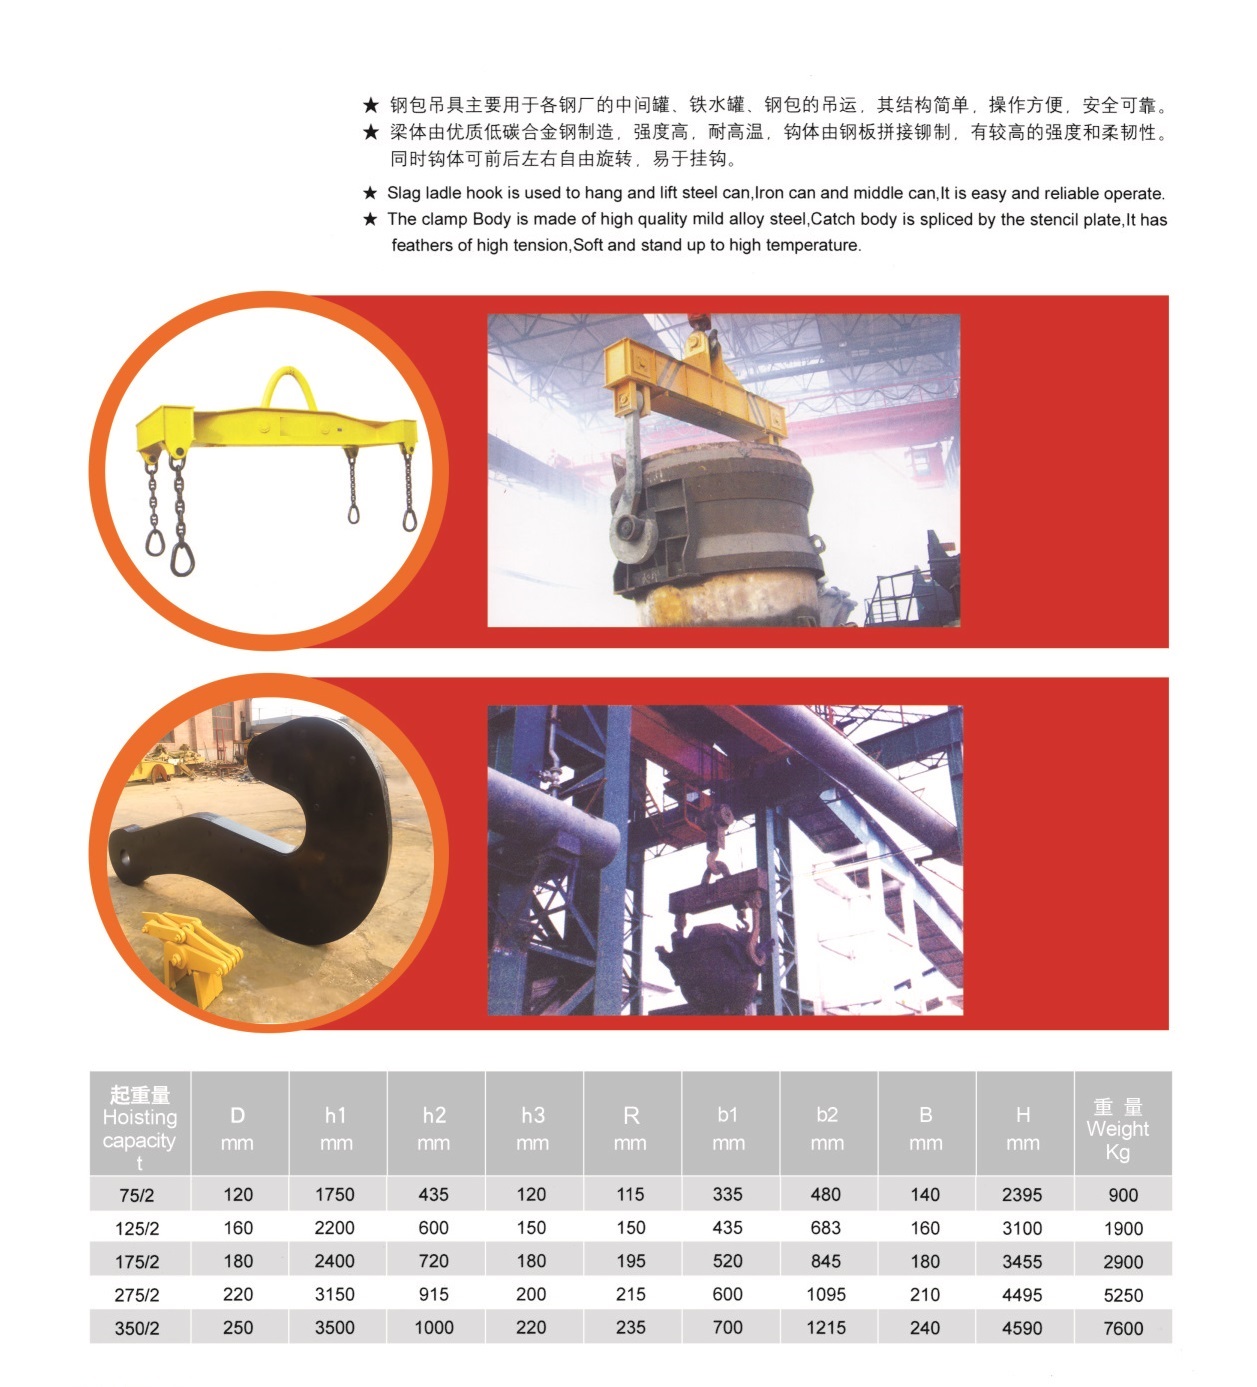 ★ 钢包吊具主要用于各钢厂的中间罐、铁水罐、钢包的吊运，其结构简单，操作方便，安全可靠。
★ 梁体由优质低碳合金钢制造，强度高，耐高温，钩体由钢板拼接铆制，有较高的强度和柔韧性。
同时钩体可前后左右自由旋转，易于挂钩。
★ Slag ladle hook is used to hang and lift steel can,Iron can and middle can,It is easy and reliable operate.
★ The clamp Body is made of high quality mild alloy steel,Catch body is spliced by the stencil plate,It has
feathers of high tension,Soft and stand up to high temperature.
起重量 Hoisting capacity t D mm h1 mm h2 mm h3 mm R mm b1 mm b2 mm B mm H mm 重 量 Weight Kg
75/2 120 1750 435 120 115 335 480 140 2395 900
125/2 160 2200 600 150 150 435 683 160 3100 1900
175/2 180 2400 720 180 195 520 845 180 3455 2900
275/2 220 3150 915 200 215 600 1095 210 4495 5250
350/2 250 3500 1000 220 235 700 1215 240 4590 7600